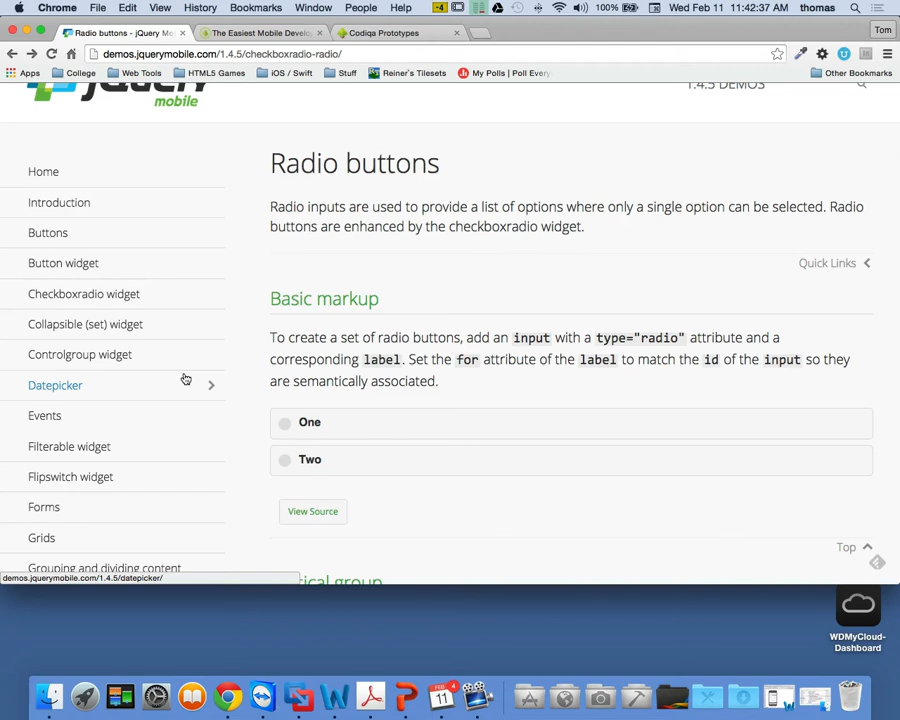 Chrome File Edit View History Bookmarks Window People Help -4 100% Wed Feb 11 11:42:37 AM thomas
Radio buttons - jQuery Mo The Easiest Mobile Develo Codiqa Prototypes Tom
demos.jquerymobile.com/1.4.5/checkboxradio-radio/
Apps College Web Tools HTML5 Games iOS / Swift Stuff Reiner's Tilesets My Polls | Poll Every Other Bookmarks
jQuery
mobile
1.4.5 DEMOS
Home
Introduction
Buttons
Button widget
Checkboxradio widget
Collapsible (set) widget
Controlgroup widget
Datepicker
Events
Filterable widget
Flipswitch widget
Forms
Grids
Grouping and dividing content
demos.jquerymobile.com/1.4.5/datepicker/
Radio buttons
Radio inputs are used to provide a list of options where only a single option can be selected. Radio
buttons are enhanced by the checkboxradio widget.
Quick Links
Basic markup
To create a set of radio buttons, add an input with a type="radio" attribute and a
corresponding label. Set the for attribute of the label to match the id of the input so they
are semantically associated.
One
Two
View Source
Top
ical group
WDMyCloud-
Dashboard
FEB
11
4